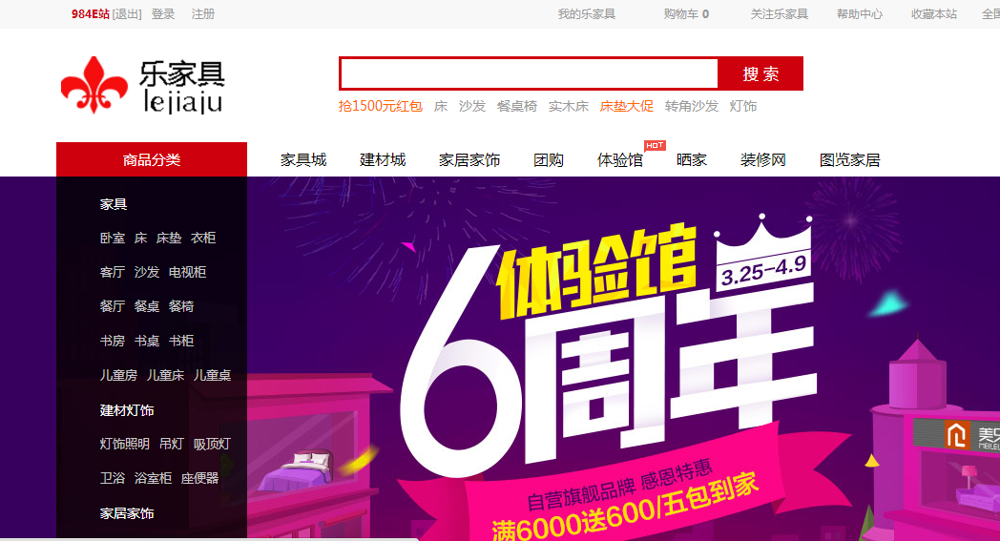 984E站 [退出] 登录 注册 我的乐家具 购物车 0 关注乐家具 帮助中心 收藏本站 全国
乐家具
lejiaju
搜 索
抢1500元红包 床 沙发 餐桌椅 实木床 床垫大促 转角沙发 灯饰
商品分类 家具城 建材城 家居家饰 团购 体验馆 HOT 晒家 装修网 图览家居
家具
卧室 床 床垫 衣柜
客厅 沙发 电视柜
餐厅 餐桌 餐椅
书房 书桌 书柜
儿童房 儿童床 儿童桌
建材灯饰
灯饰照明 吊灯 吸顶灯
卫浴 浴室柜 座便器
家居家饰
体验馆
3.25-4.9
6周年
自营旗舰品牌 感恩特惠
满6000送600/五包到家
美乐